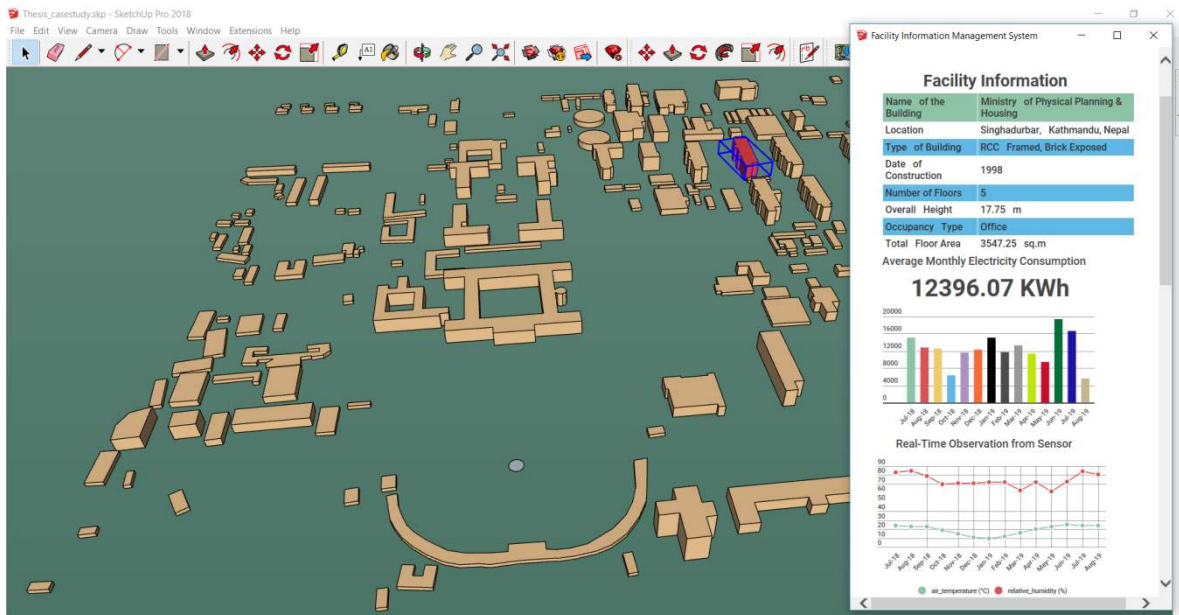 Thesis_casestudy.skp - SketchUp Pro 2018
File Edit View Camera Draw Tools Window Extensions Help
A1
Facility Information Management System
Facility Information
Name of the Building
Ministry of Physical Planning & Housing
Location
Singhadurbar, Kathmandu, Nepal
Type of Building
RCC Framed, Brick Exposed
Date of Construction
1998
Number of Floors
5
Overall Height
17.75 m
Occupancy Type
Office
Total Floor Area
3547.25 sq.m
Average Monthly Electricity Consumption
12396.07 KWh
20000
16000
12000
8000
4000
0
Jul-18 Aug-18 Sep-18 Oct-18 Nov-18 Dec-18 Jan-19 Feb-19 Mar-19 Apr-19 May-19 Jun-19 Jul-19 Aug-19
Real-Time Observation from Sensor
90
80
70
60
50
40
30
20
10
0
Jul-18 Aug-18 Sep-18 Oct-18 Nov-18 Dec-18 Jan-19 Feb-19 Mar-19 Apr-19 May-19 Jun-19 Jul-19 Aug-19
air_temperature (°C) relative_humidity (%)